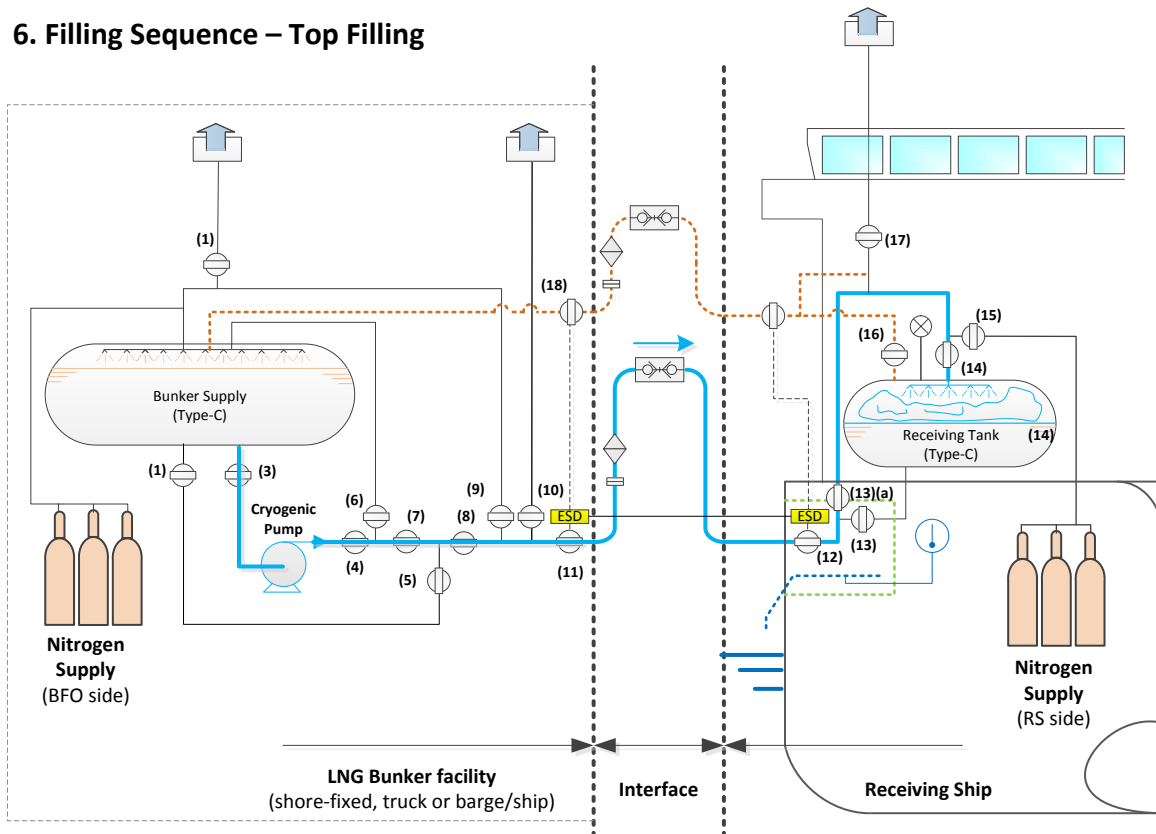 6. Filling Sequence – Top Filling
(1)
(17)
(18)
(15)
(16)
(14)
Bunker Supply
(Type-C)
Receiving Tank
(Type-C)
(14)
(1)
(3)
(6)
(9)
(10)
(13)(a)
Cryogenic
Pump
(7)
(8)
ESD
ESD
(13)
(4)
(5)
(11)
(12)
Nitrogen
Supply
(BFO side)
Nitrogen
Supply
(RS side)
LNG Bunker facility
(shore-fixed, truck or barge/ship)
Interface
Receiving Ship